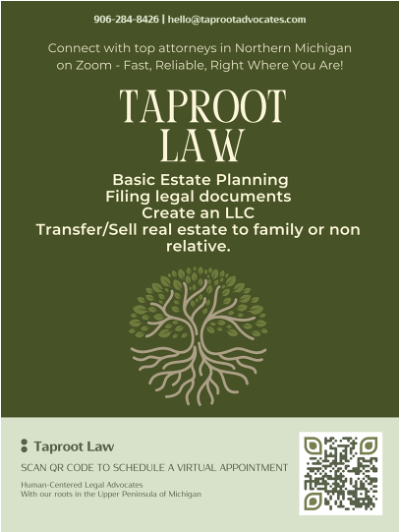 906-284-8426 | hello@taprootadvocates.com
Connect with top attorneys in Northern Michigan
on Zoom - Fast, Reliable, Right Where You Are!
TAPROOT
LAW
Basic Estate Planning
Filing legal documents
Create an LLC
Transfer/Sell real estate to family or non
relative.
Taproot Law
SCAN QR CODE TO SCHEDULE A VIRTUAL APPOINTMENT
Human-Centered Legal Advocates
With our roots in the Upper Peninsula of Michigan